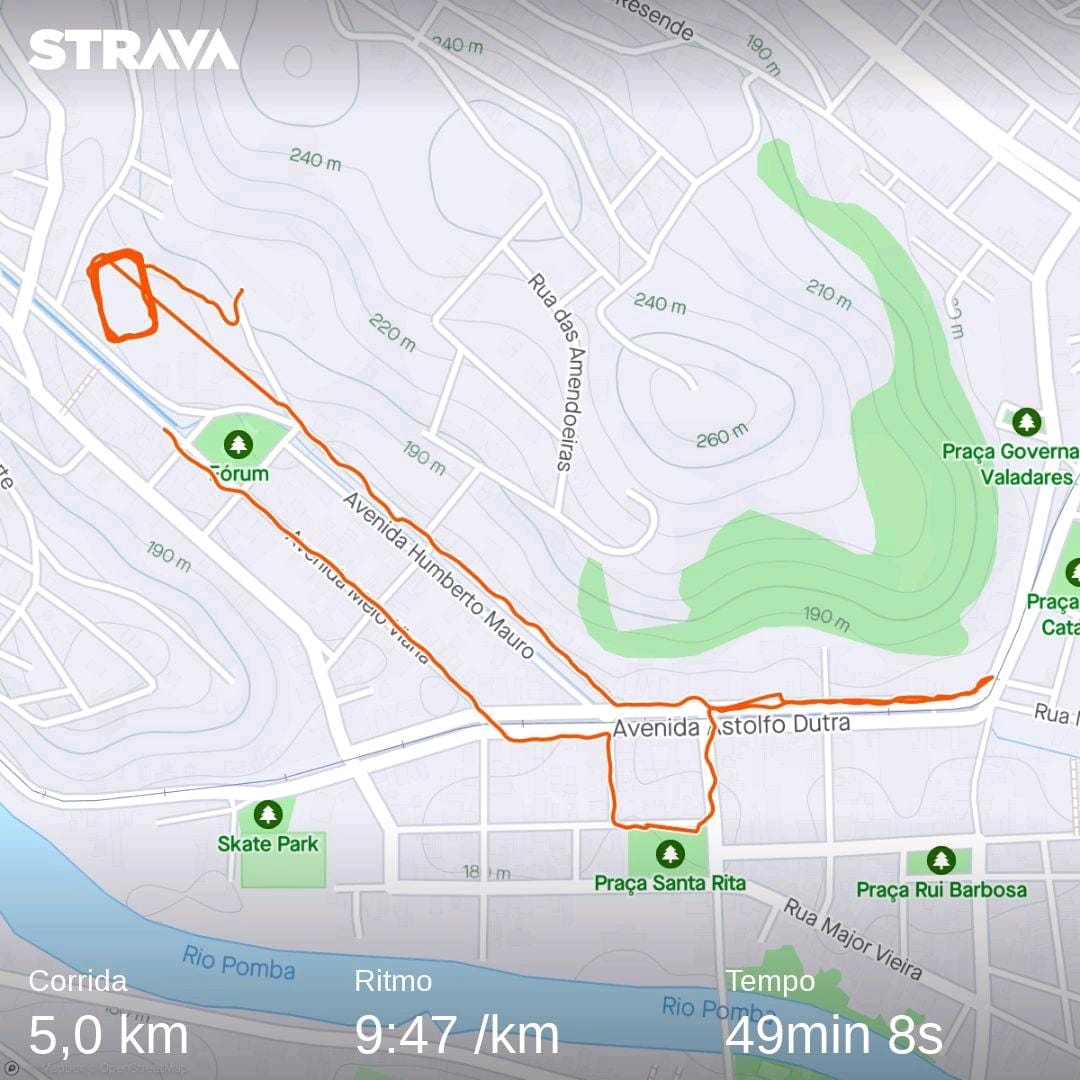 STRAVA
Resende
240 m
190 m
240 m
210 m
240 m
220 m
Rua das Amendoeiras
260 m
Praça Governa
Valadares
190 m
Fórum
Avenida Humberto Mauro
190 m
Avenida Melo Viana
190 m
Praça
Cata
Rua M
Avenida Astolfo Dutra
Skate Park
Praça Santa Rita
Praça Rui Barbosa
Rua Major Vieira
Rio Pomba
Rio Pomba
Corrida
Ritmo
Tempo
5,0 km
9:47 /km
49min 8s
© Mapbox © OpenStreetMap